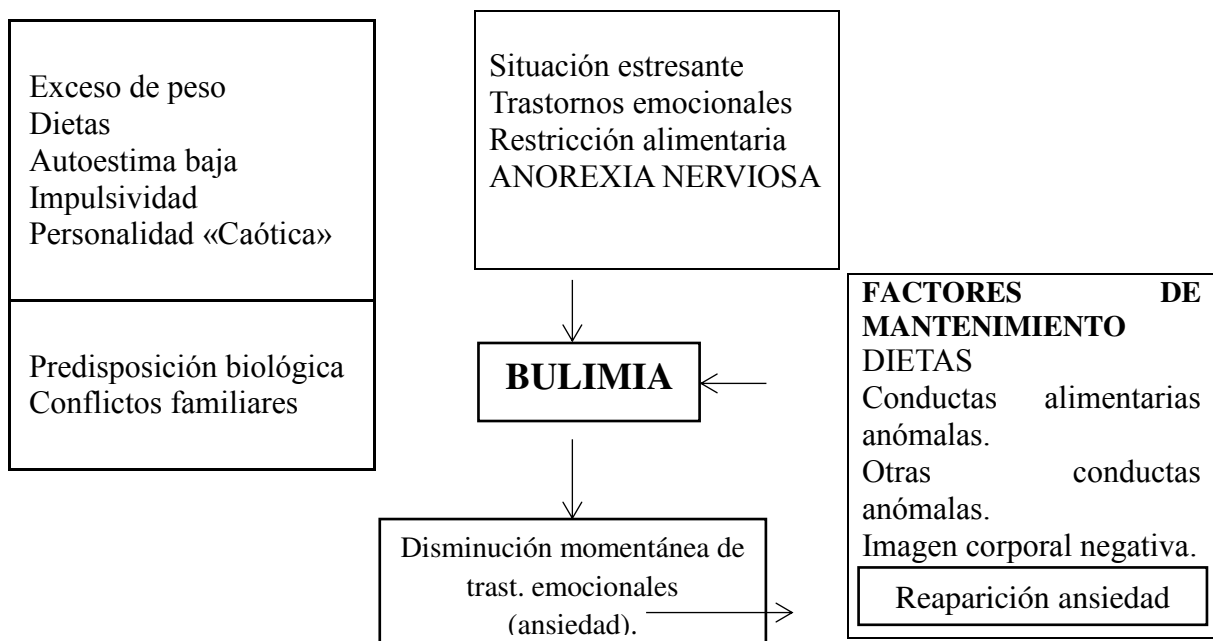 Exceso de peso
Dietas
Autoestima baja
Impulsividad
Personalidad «Caótica»
Predisposición biológica
Conflictos familiares
Situación estresante
Trastornos emocionales
Restricción alimentaria
ANOREXIA NERVIOSA
BULIMIA
Disminución momentánea de
trast. emocionales
(ansiedad).
FACTORES DE
MANTENIMIENTO
DIETAS
Conductas alimentarias
anómalas.
Otras conductas
anómalas.
Imagen corporal negativa.
Reaparición ansiedad